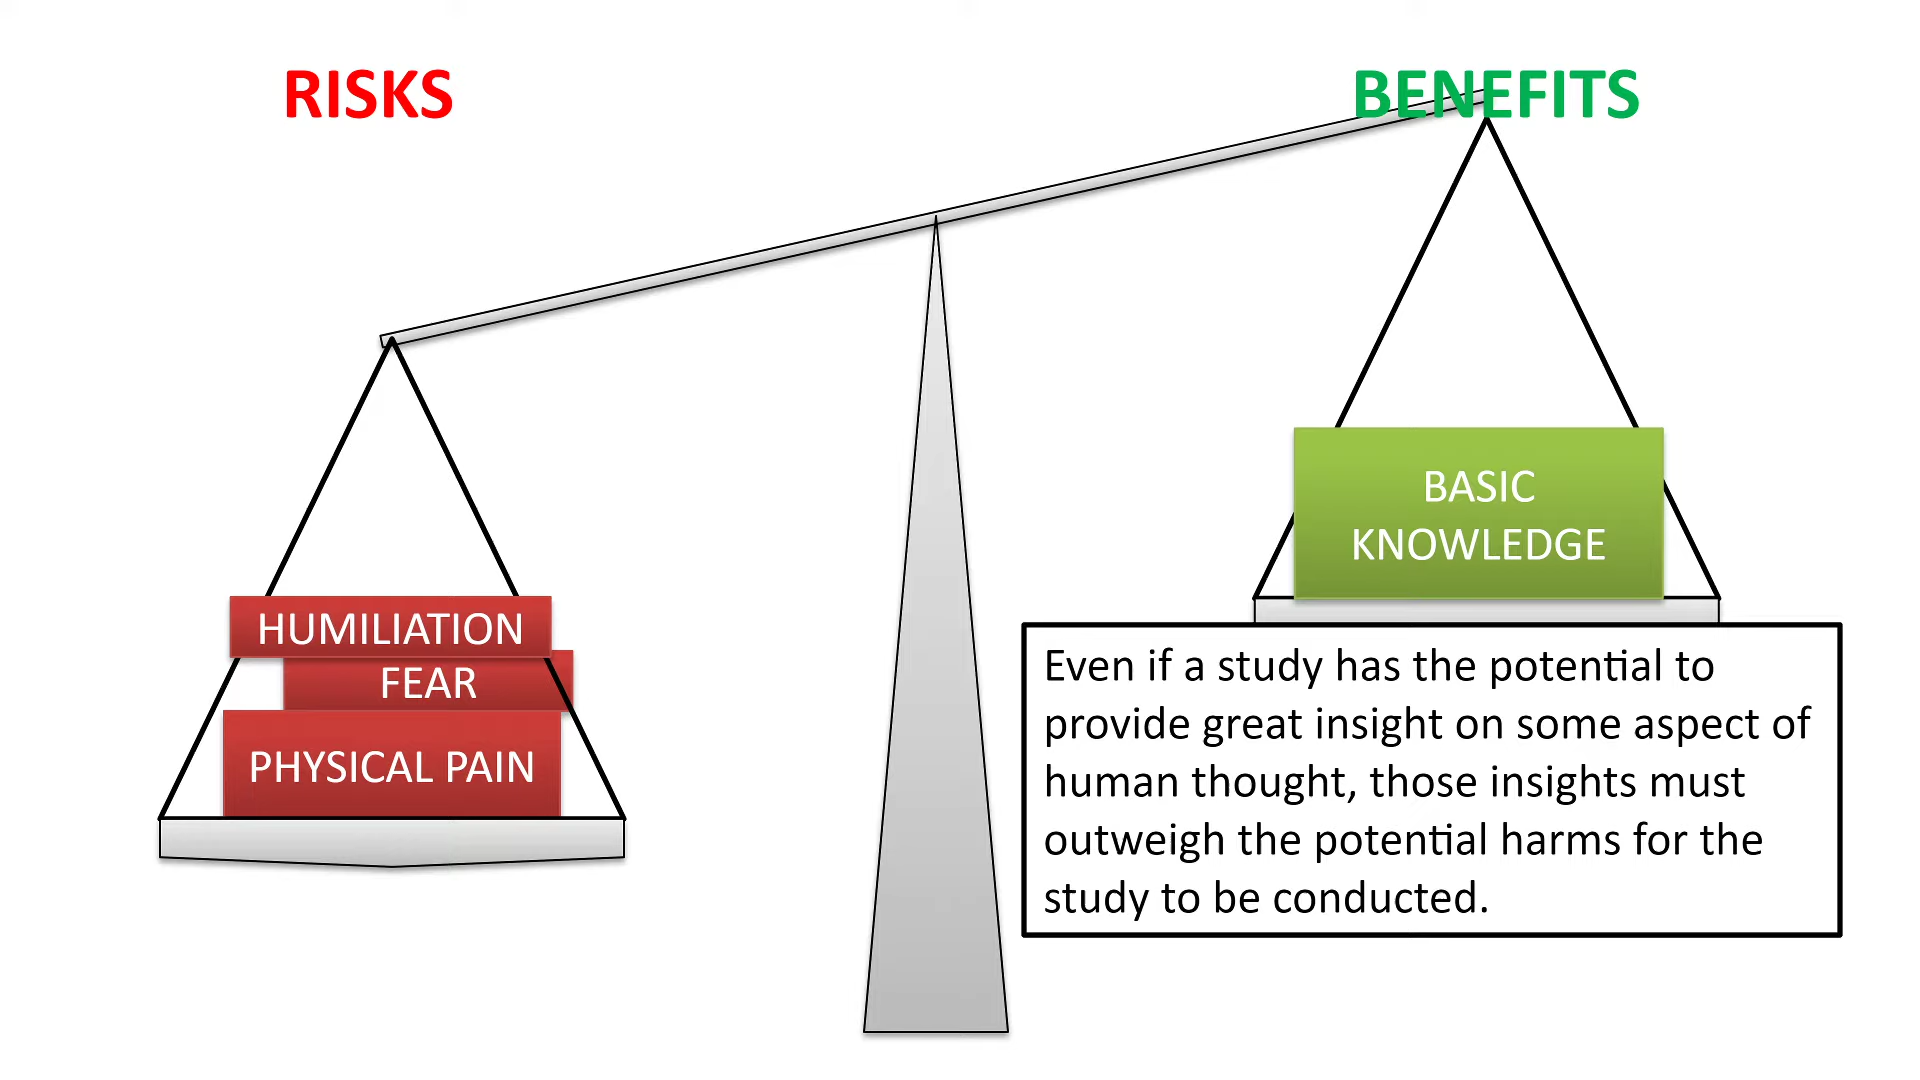 RISKS
BENEFITS
HUMILIATION
FEAR
PHYSICAL PAIN
BASIC
KNOWLEDGE
Even if a study has the potential to
provide great insight on some aspect of
human thought, those insights must
outweigh the potential harms for the
study to be conducted.